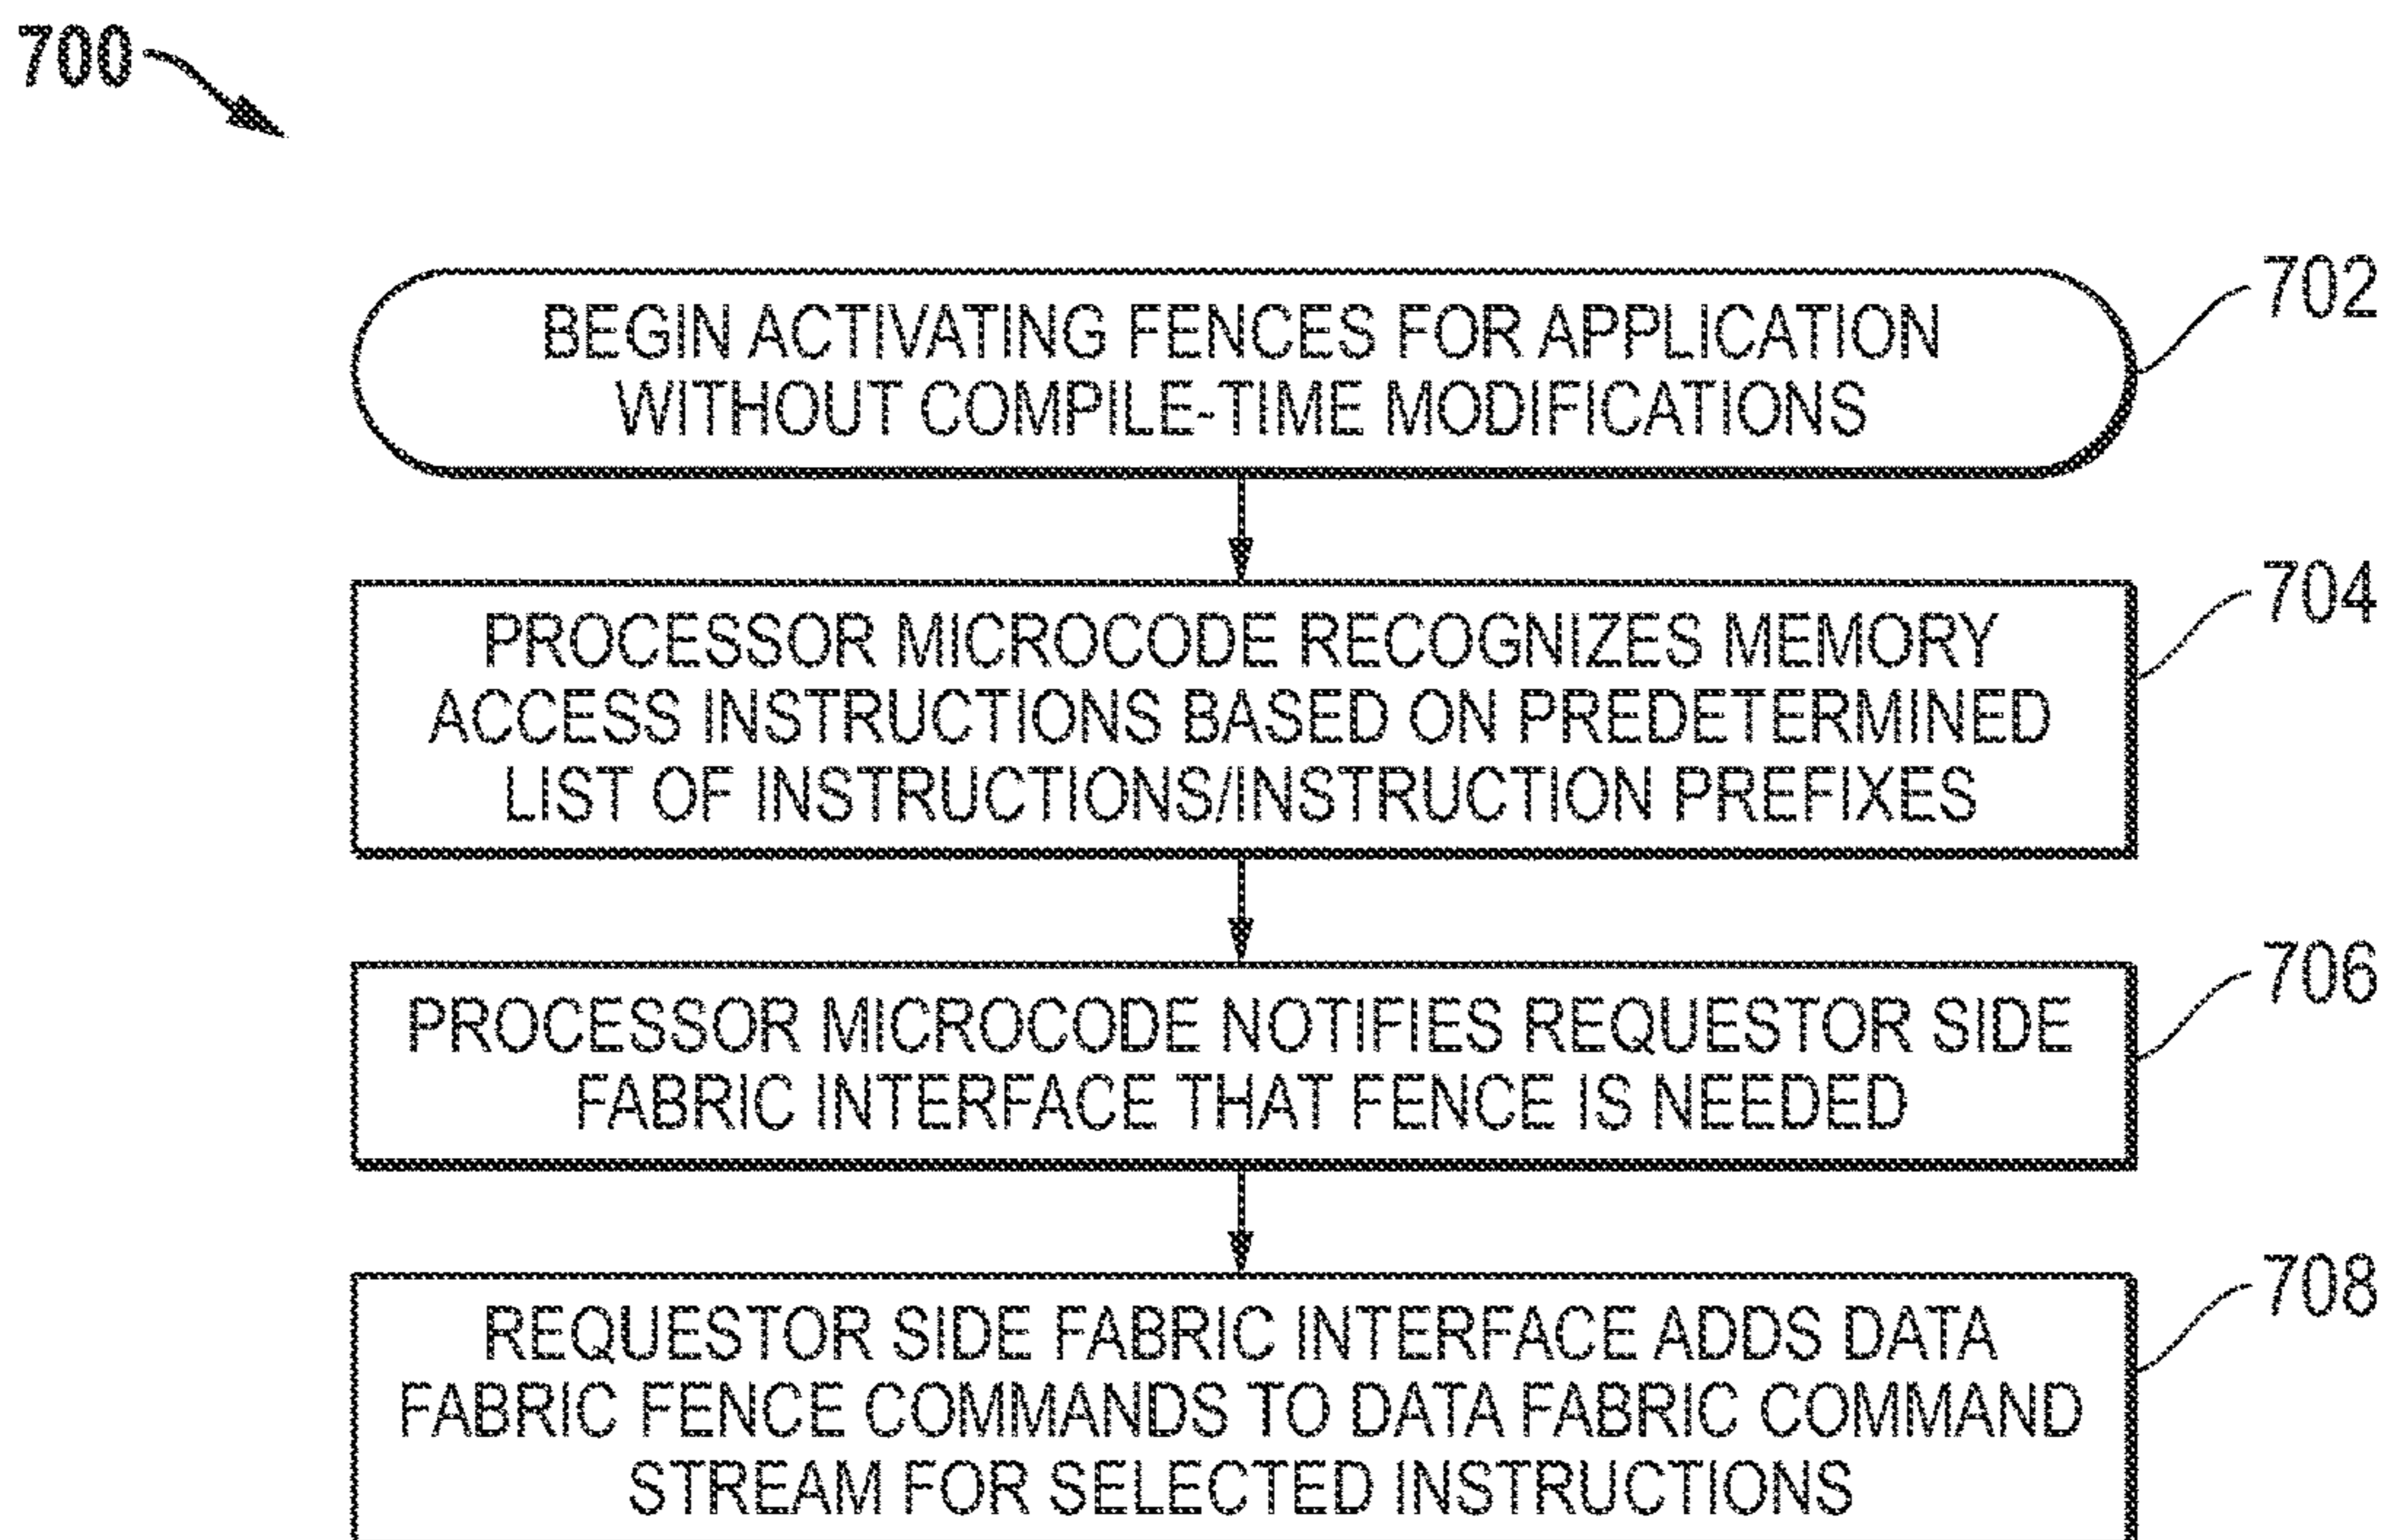 700
BEGIN ACTIVATING FENCES FOR APPLICATION
WITHOUT COMPILE-TIME MODIFICATIONS
702
PROCESSOR MICROCODE RECOGNIZES MEMORY
ACCESS INSTRUCTIONS BASED ON PREDETERMINED
LIST OF INSTRUCTIONS/INSTRUCTION PREFIXES
704
PROCESSOR MICROCODE NOTIFIES REQUESTOR SIDE
FABRIC INTERFACE THAT FENCE IS NEEDED
706
REQUESTOR SIDE FABRIC INTERFACE ADDS DATA
FABRIC FENCE COMMANDS TO DATA FABRIC COMMAND
STREAM FOR SELECTED INSTRUCTIONS
708